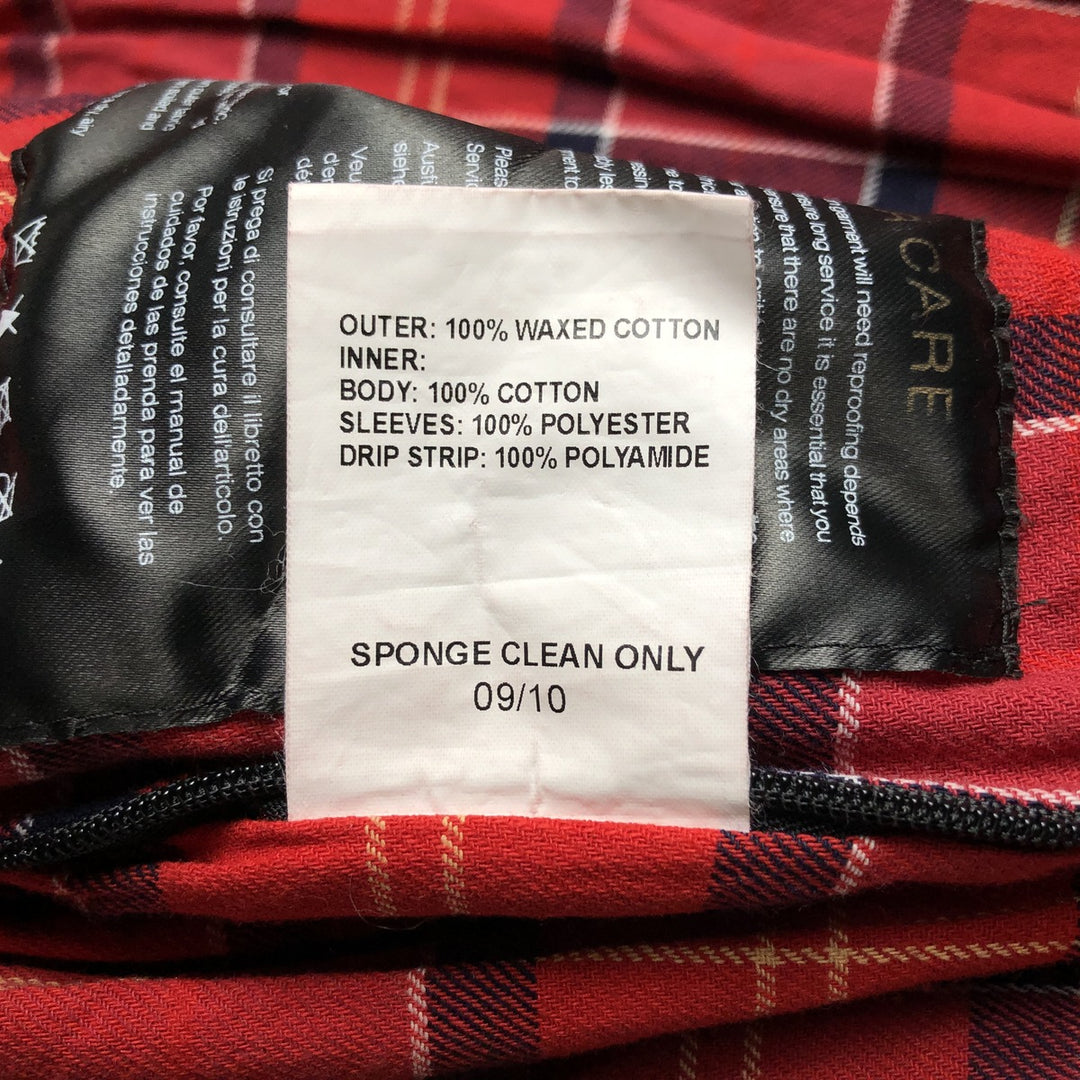 OUTER: 100% WAXED COTTON
INNER:
BODY: 100% COTTON
SLEEVES: 100% POLYESTER
DRIP STRIP: 100% POLYAMIDE
SPONGE CLEAN ONLY
09/10
CARE
garment will need reproofing depends
long service, it is essential that you
ensure that there are no dry areas where
Si prega di consultare il libretto con
le istruzioni per la cura dell'articolo.
Por favor consulte el manual de
cuidados de las prenda para ver las
instrucciones detalladamente.